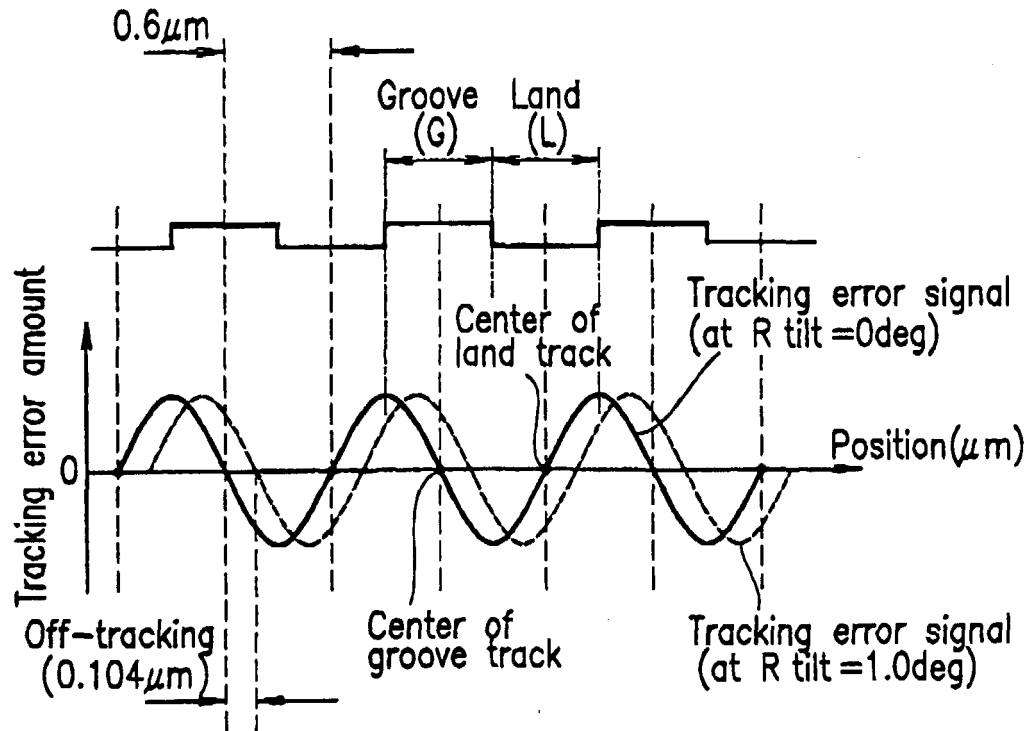 0.6μm
Groove
(G)
Land
(L)
Tracking error amount
Center of
land track
Tracking error signal
(at R tilt=0deg)
0
Position(μm)
Off-tracking
(0.104μm)
Center of
groove track
Tracking error signal
(at R tilt=1.0deg)